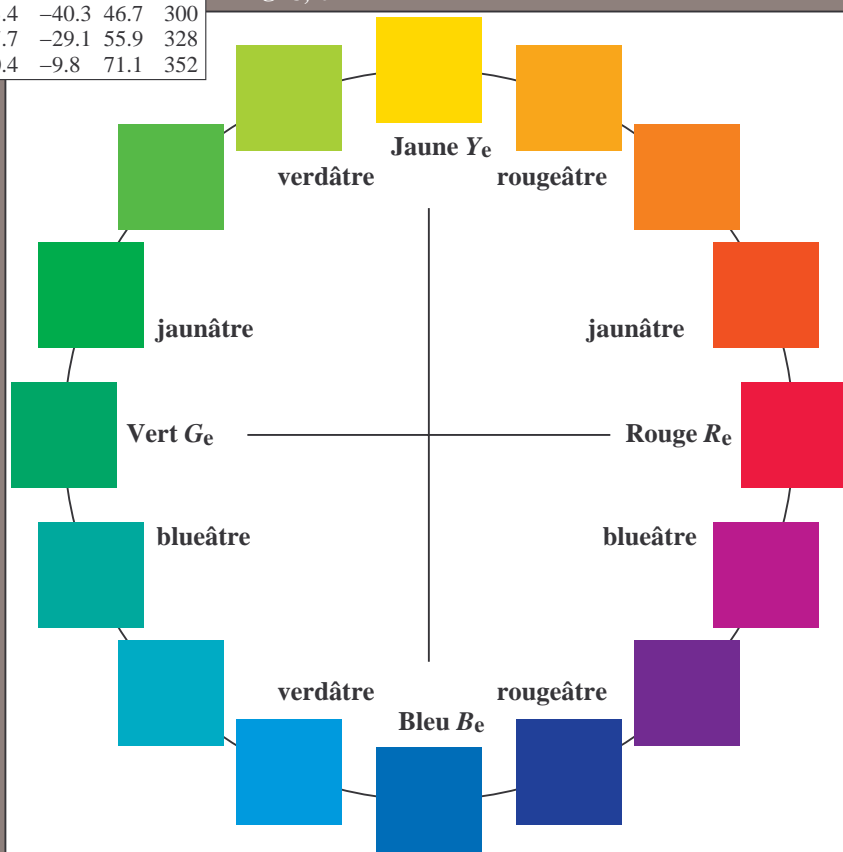 –40.3 46.7 300
–29.1 55.9 328
–9.8 71.1 352
Jaune Ye
verdâtre rougeâtre
jaunâtre jaunâtre
Vert Ge Rouge Re
blueâtre blueâtre
verdâtre rougeâtre
Bleu Be